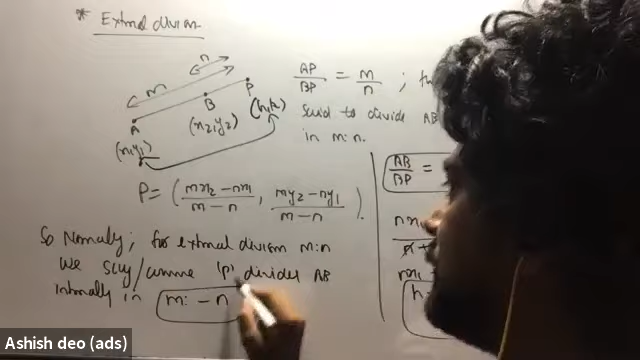 * External division
n
AP/BP = m/n ;
m
P
B
said to divide AB
A
(x2,y2)
(h,k)
in m:n.
(x1,y1)
AB/BP =
P = ( mx2 - nx1 / m - n , my2 - ny1 / m - n ).
So Normally; for external division m:n
we say/assume 'P' divides AB
internally in m: -n
Ashish deo (ads)